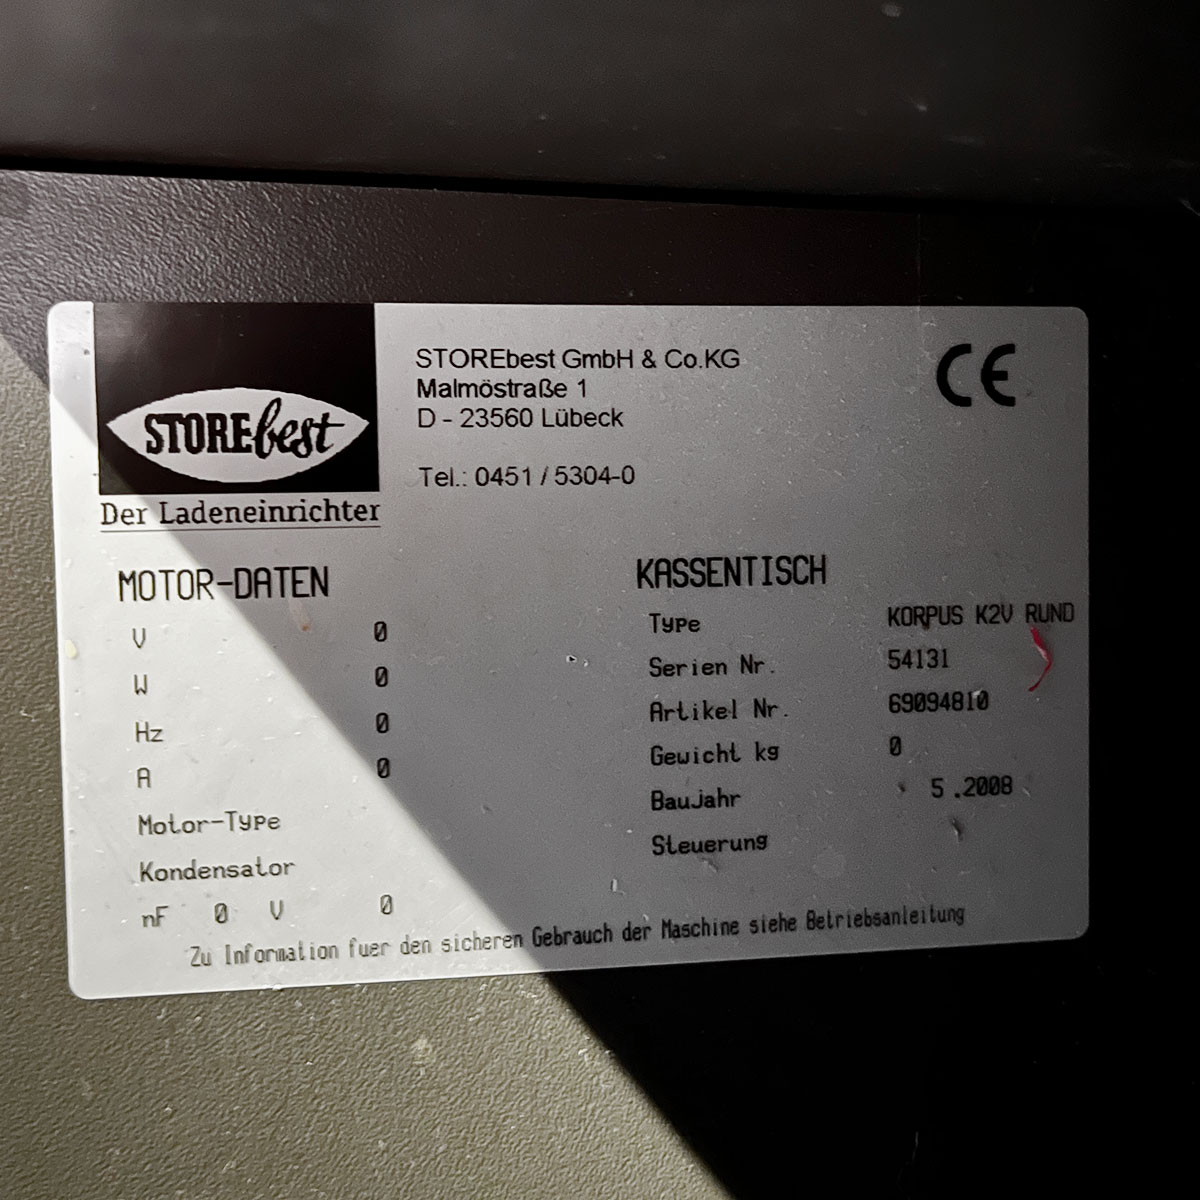 STOREbest
Der Ladeneinrichter
STOREbest GmbH & Co.KG
Malmöstraße 1
D - 23560 Lübeck
Tel.: 0451 / 5304-0
CE
MOTOR-DATEN
V 0
W 0
Hz 0
A 0
Motor-Type
Kondensator
nF 0 V 0
KASSENTISCH
Type KORPUS K2V RUND
Serien Nr. 54131
Artikel Nr. 69094810
Gewicht kg 0
Baujahr 5 .2008
Steuerung
Zu Information fuer den sicheren Gebrauch der Maschine siehe Betriebsanleitung